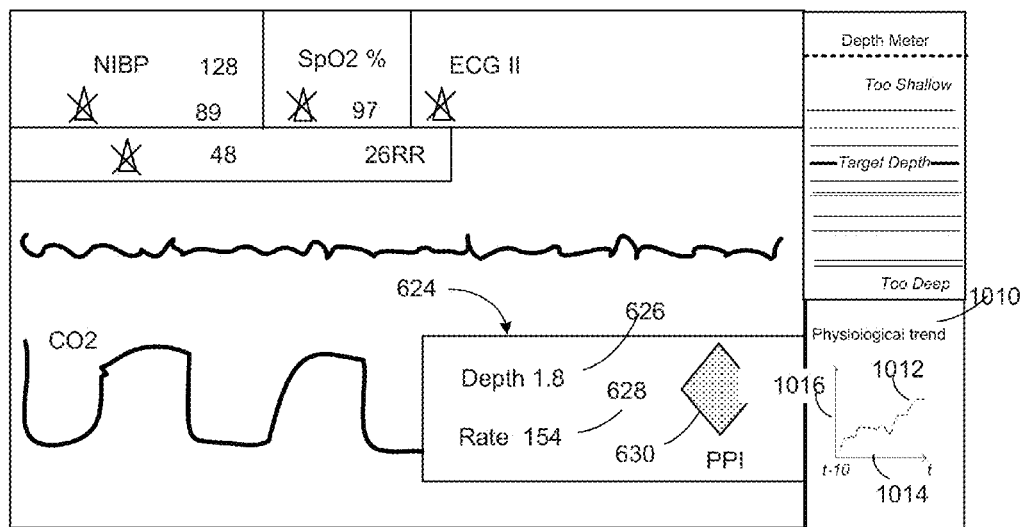 NIBP 128
89
SpO2 %
97
ECG II
48 26RR
Depth Meter
Too Shallow
Target Depth
Too Deep
624
626
CO2
Depth 1.8
628
Rate 154
630
PPI
1010
Physiological trend
1016
1012
t-10 t
1014